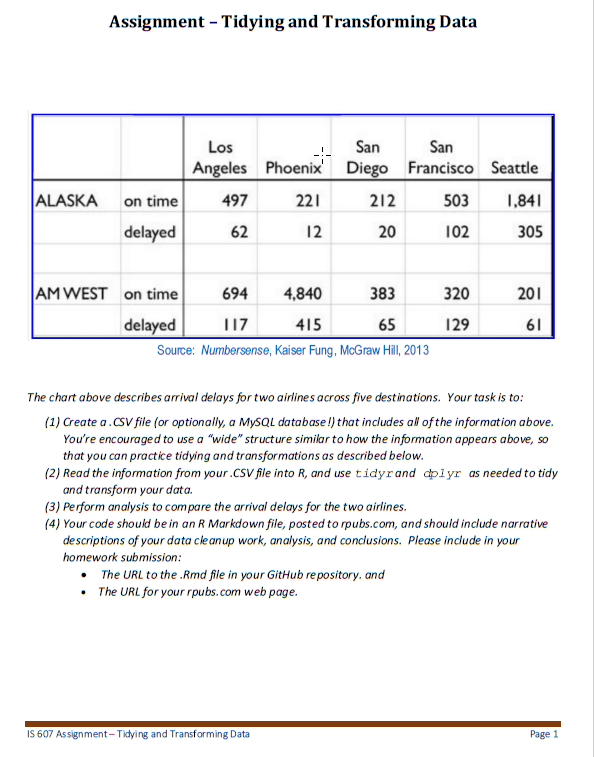 Assignment – Tidying and Transforming Data
Los Angeles Phoenix San Diego San Francisco Seattle
ALASKA on time 497 221 212 503 1,841
delayed 62 12 20 102 305
AM WEST on time 694 4,840 383 320 201
delayed 117 415 65 129 61
Source: Numbersense, Kaiser Fung, McGraw Hill, 2013
The chart above describes arrival delays for two airlines across five destinations. Your task is to:
(1) Create a .CSV file (or optionally, a MySQL database!) that includes all of the information above.
You’re encouraged to use a “wide” structure similar to how the information appears above, so
that you can practice tidying and transformations as described below.
(2) Read the information from your .CSV file into R, and use tidyr and dplyr as needed to tidy
and transform your data.
(3) Perform analysis to compare the arrival delays for the two airlines.
(4) Your code should be in an R Markdown file, posted to rpubs.com, and should include narrative
descriptions of your data cleanup work, analysis, and conclusions. Please include in your
homework submission:
• The URL to the .Rmd file in your GitHub repository. and
• The URL for your rpubs.com web page.
IS 607 Assignment – Tidying and Transforming Data Page 1